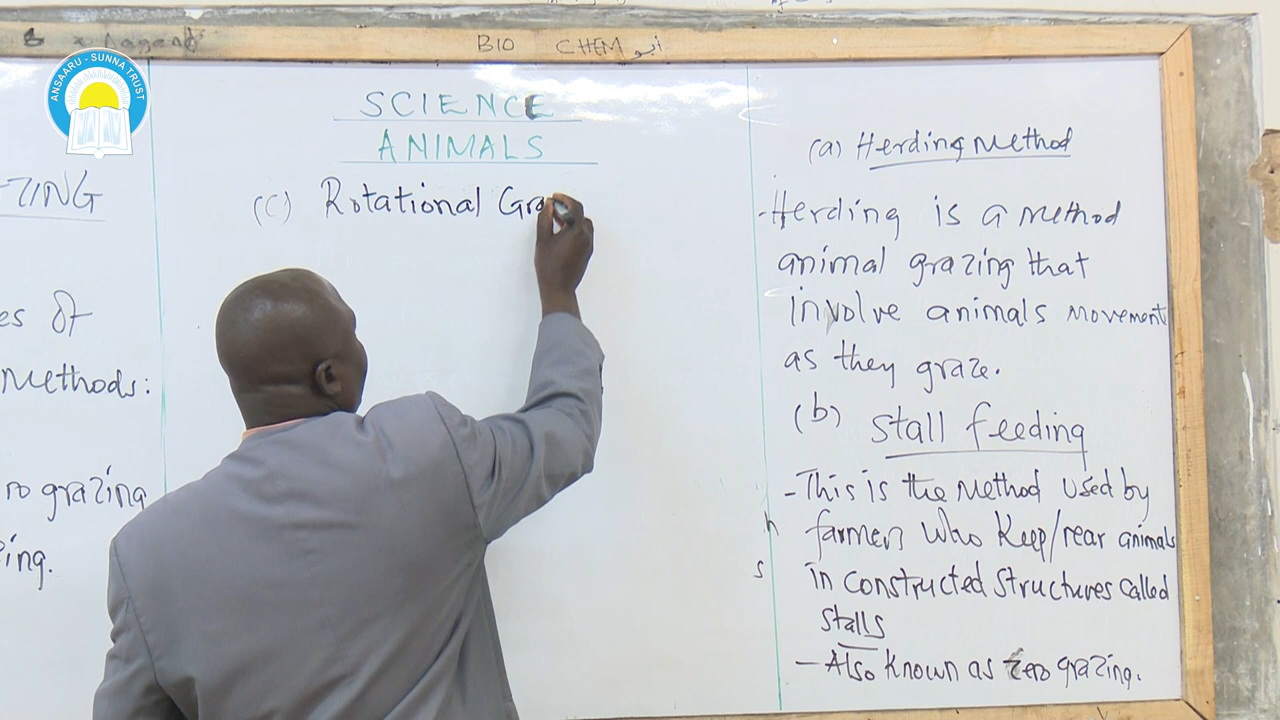 BIO CHEM أبو
ANSAARU - SUNNA TRUST
ZING
es of
Methods:
ro grazing
ing.
SCIENCE
ANIMALS
(C) Rotational Gra
(a) Herding Method
-Herding is a method
animal grazing that
involve animals movement
as they graze.
(b) Stall feeding
-This is the method used by
farmers who keep/rear animals
in constructed structures called
stalls
-Also known as zero grazing.
h
s